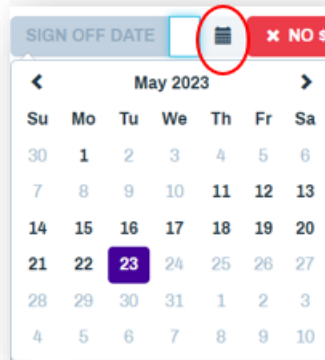 SIGN OFF DATE × NO
< May 2023 >
Su Mo Tu We Th Fr Sa
30 1 2 3 4 5 6
7 8 9 10 11 12 13
14 15 16 17 18 19 20
21 22 23 24 25 26 27
28 29 30 31 1 2 3
4 5 6 7 8 9 10